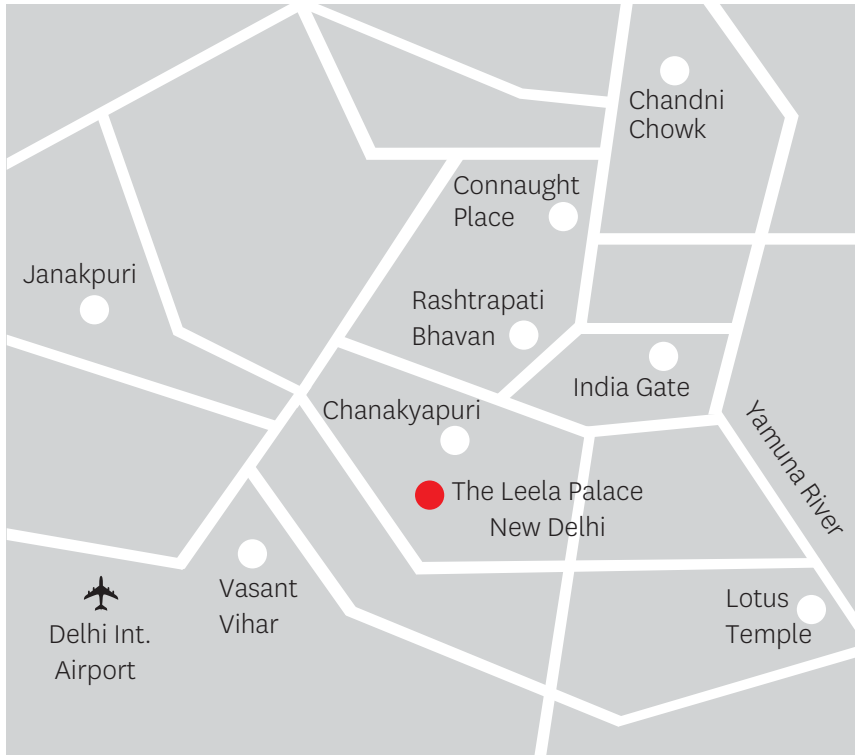 Chandni
Chowk
Connaught
Place
Janakpuri
Rashtrapati
Bhavan
India Gate
Chanakyapuri
Yamuna River
The Leela Palace
New Delhi
Vasant
Vihar
Lotus
Temple
Delhi Int.
Airport